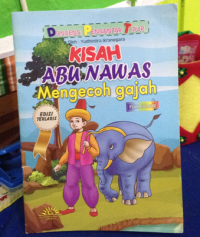 Dongeng Pengantar Tidur
KISAH
ABU NAWAS
Mengecoh gajah
EDISI
TERLARIS